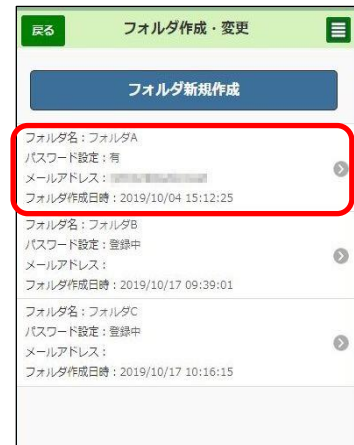 戻る
フォルダ作成・変更
フォルダ新規作成
フォルダ名：フォルダA
パスワード設定：有
メールアドレス：
フォルダ作成日時：2019/10/04 15:12:25
フォルダ名：フォルダB
パスワード設定：登録中
メールアドレス：
フォルダ作成日時：2019/10/17 09:39:01
フォルダ名：フォルダC
パスワード設定：登録中
メールアドレス：
フォルダ作成日時：2019/10/17 10:16:15